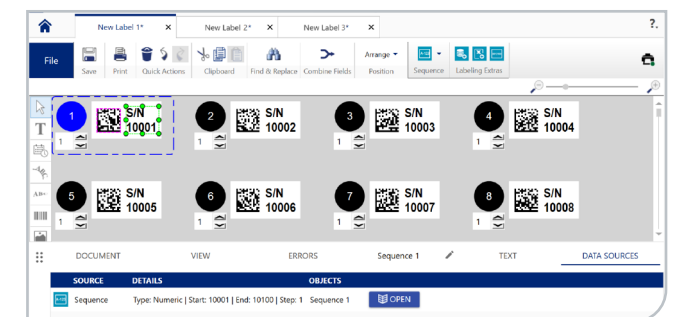 New Label 1* × New Label 2* × New Label 3* × ?.
File Save Print Quick Actions Clipboard Find & Replace Combine Fields Arrange Position Sequence Labeling Extras
1 S/N 10001 1
2 S/N 10002 1
3 S/N 10003 1
4 S/N 10004 1
T
A.B
5 S/N 10005 1
6 S/N 10006 1
7 S/N 10007 1
8 S/N 10008 1
DOCUMENT VIEW ERRORS Sequence 1 TEXT DATA SOURCES
SOURCE DETAILS OBJECTS
Sequence Type: Numeric | Start: 10001 | End: 10100 | Step: 1 Sequence 1 OPEN